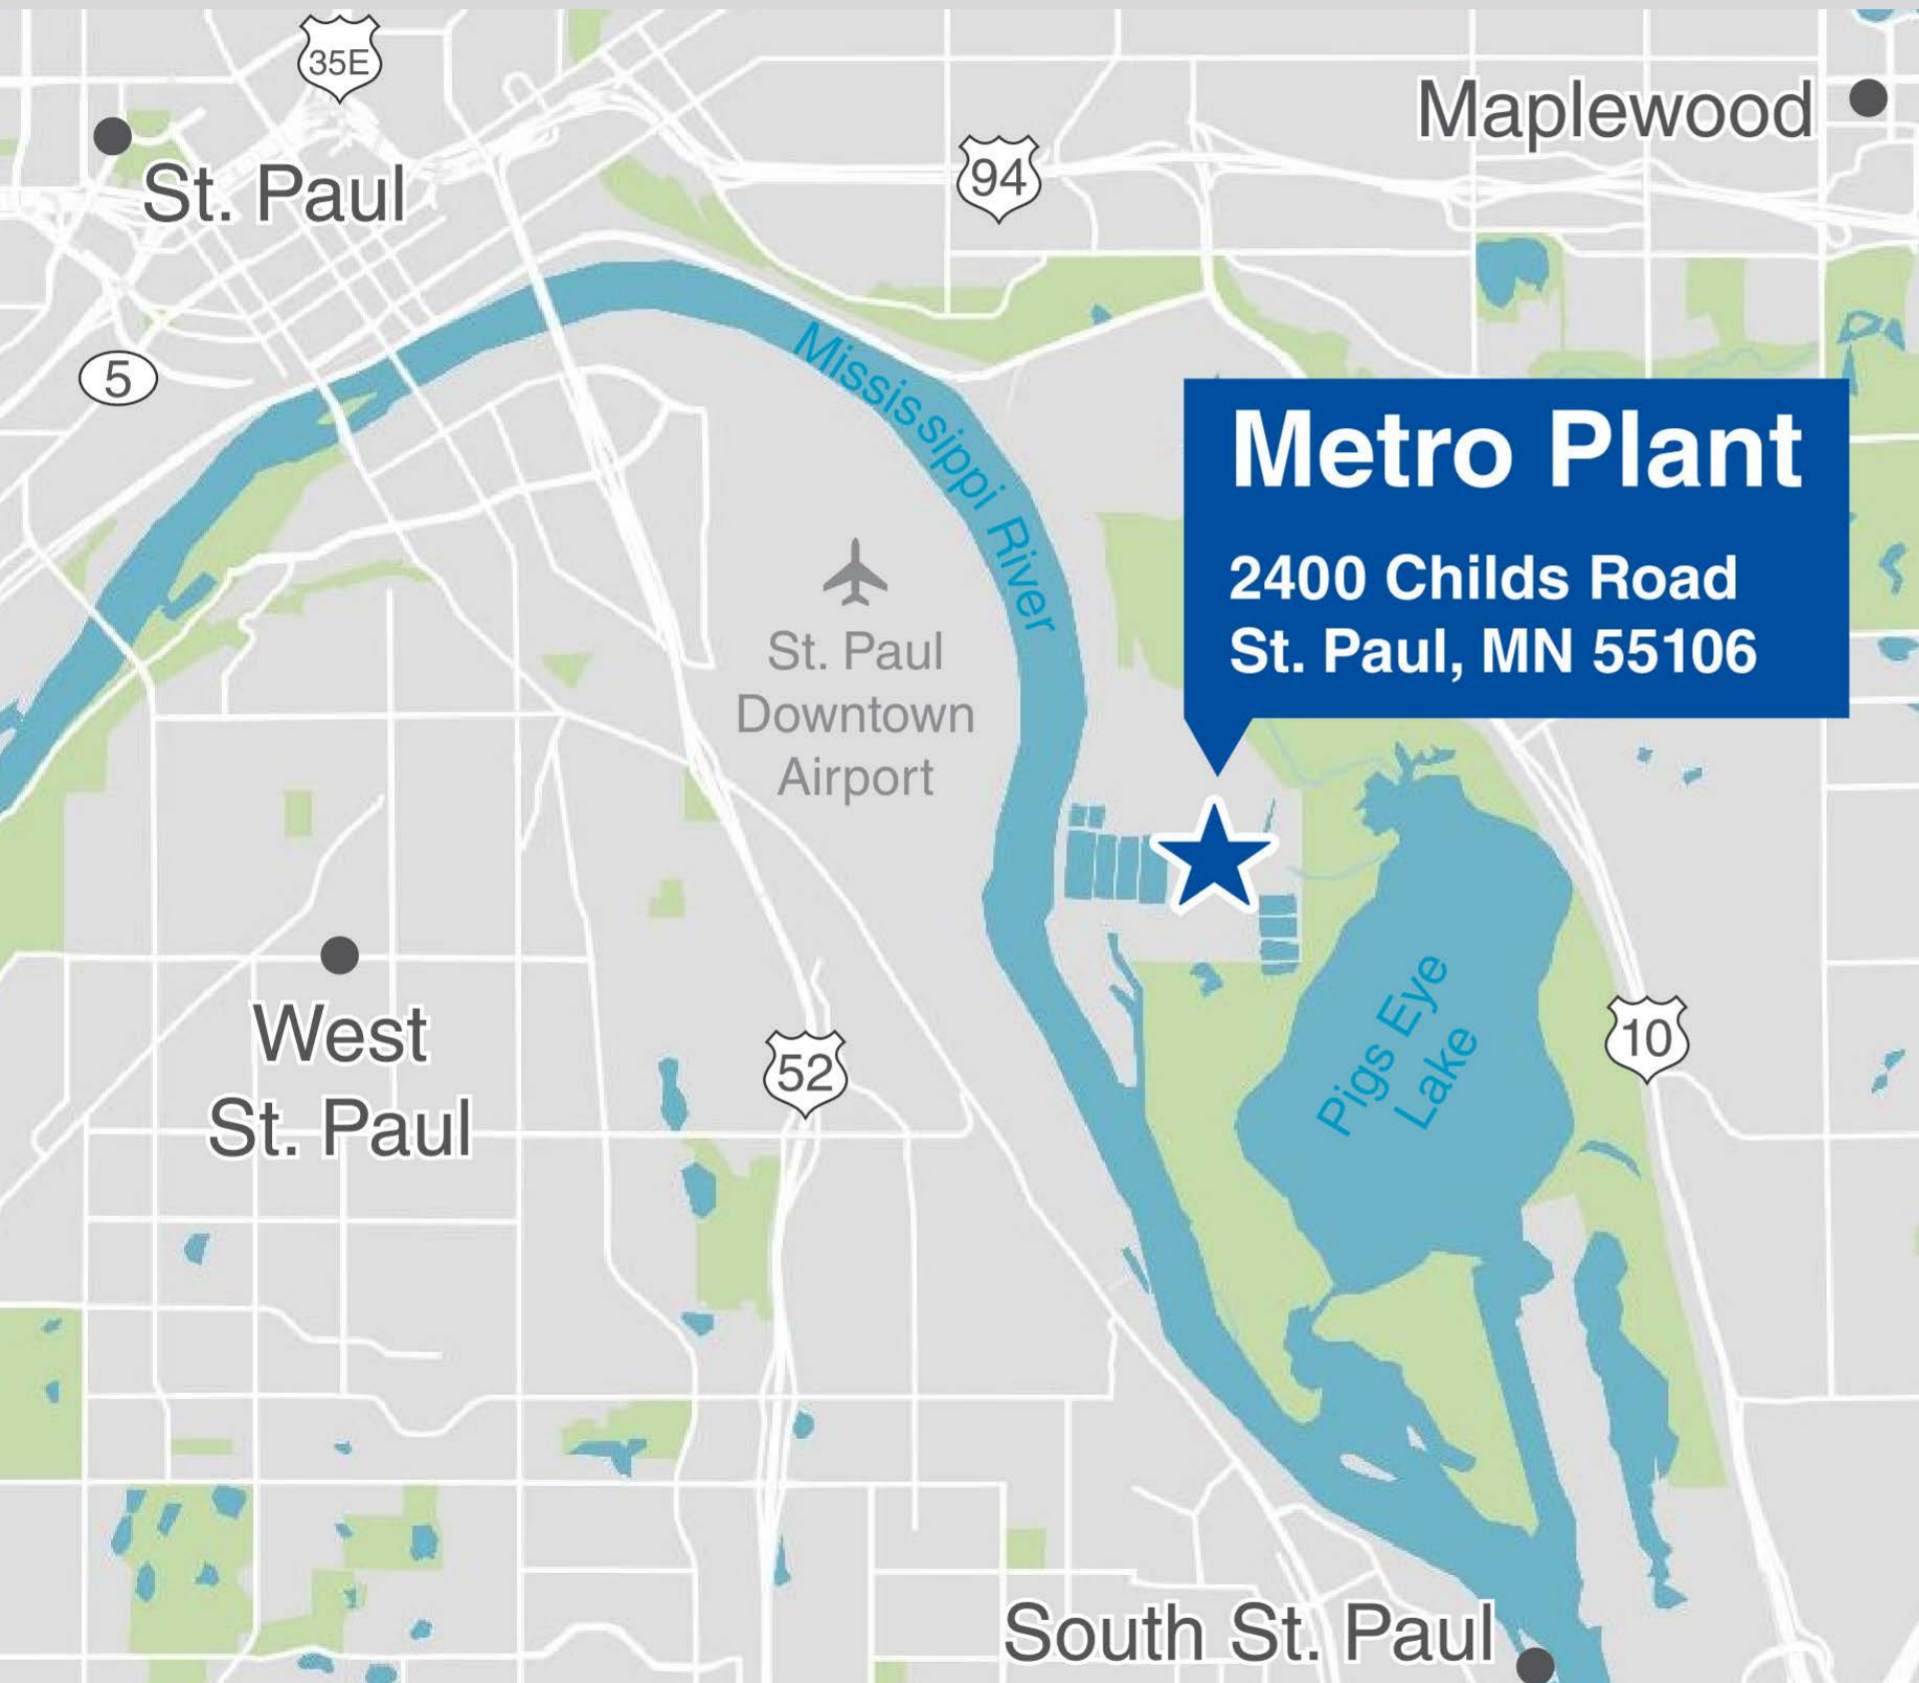 35E
Maplewood
St. Paul
94
5
Mississippi River
Metro Plant
2400 Childs Road
St. Paul, MN 55106
St. Paul
Downtown
Airport
West
St. Paul
52
Pigs Eye
Lake
10
South St. Paul